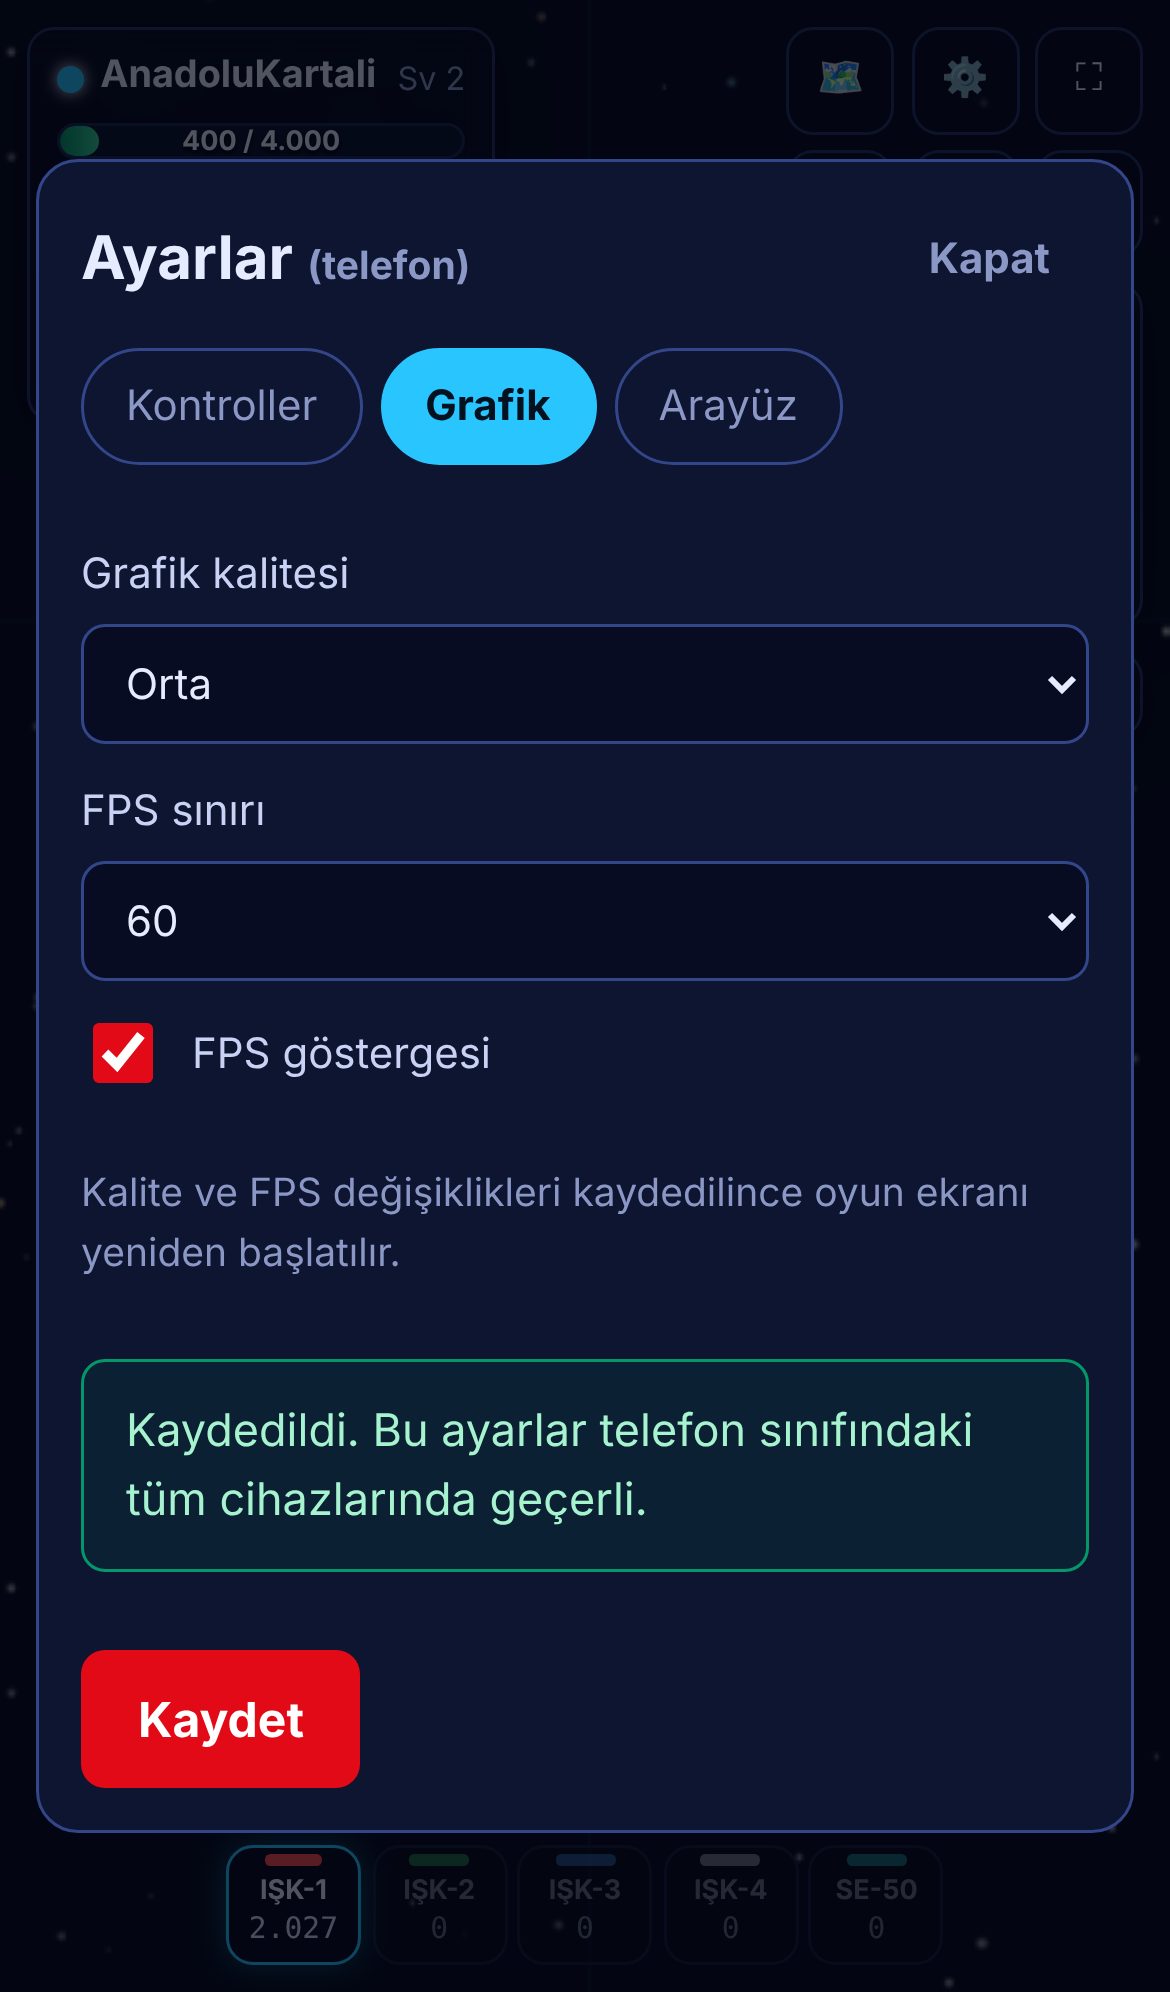 AnadoluKartali Sv 2
400 / 4.000
Ayarlar (telefon)
Kapat
Kontroller
Grafik
Arayüz
Grafik kalitesi
Orta
FPS sınırı
60
FPS göstergesi
Kalite ve FPS değişiklikleri kaydedilince oyun ekranı
yeniden başlatılır.
Kaydedildi. Bu ayarlar telefon sınıfındaki
tüm cihazlarında geçerli.
Kaydet
IŞK-1
2.027
IŞK-2
0
IŞK-3
0
IŞK-4
0
SE-50
0